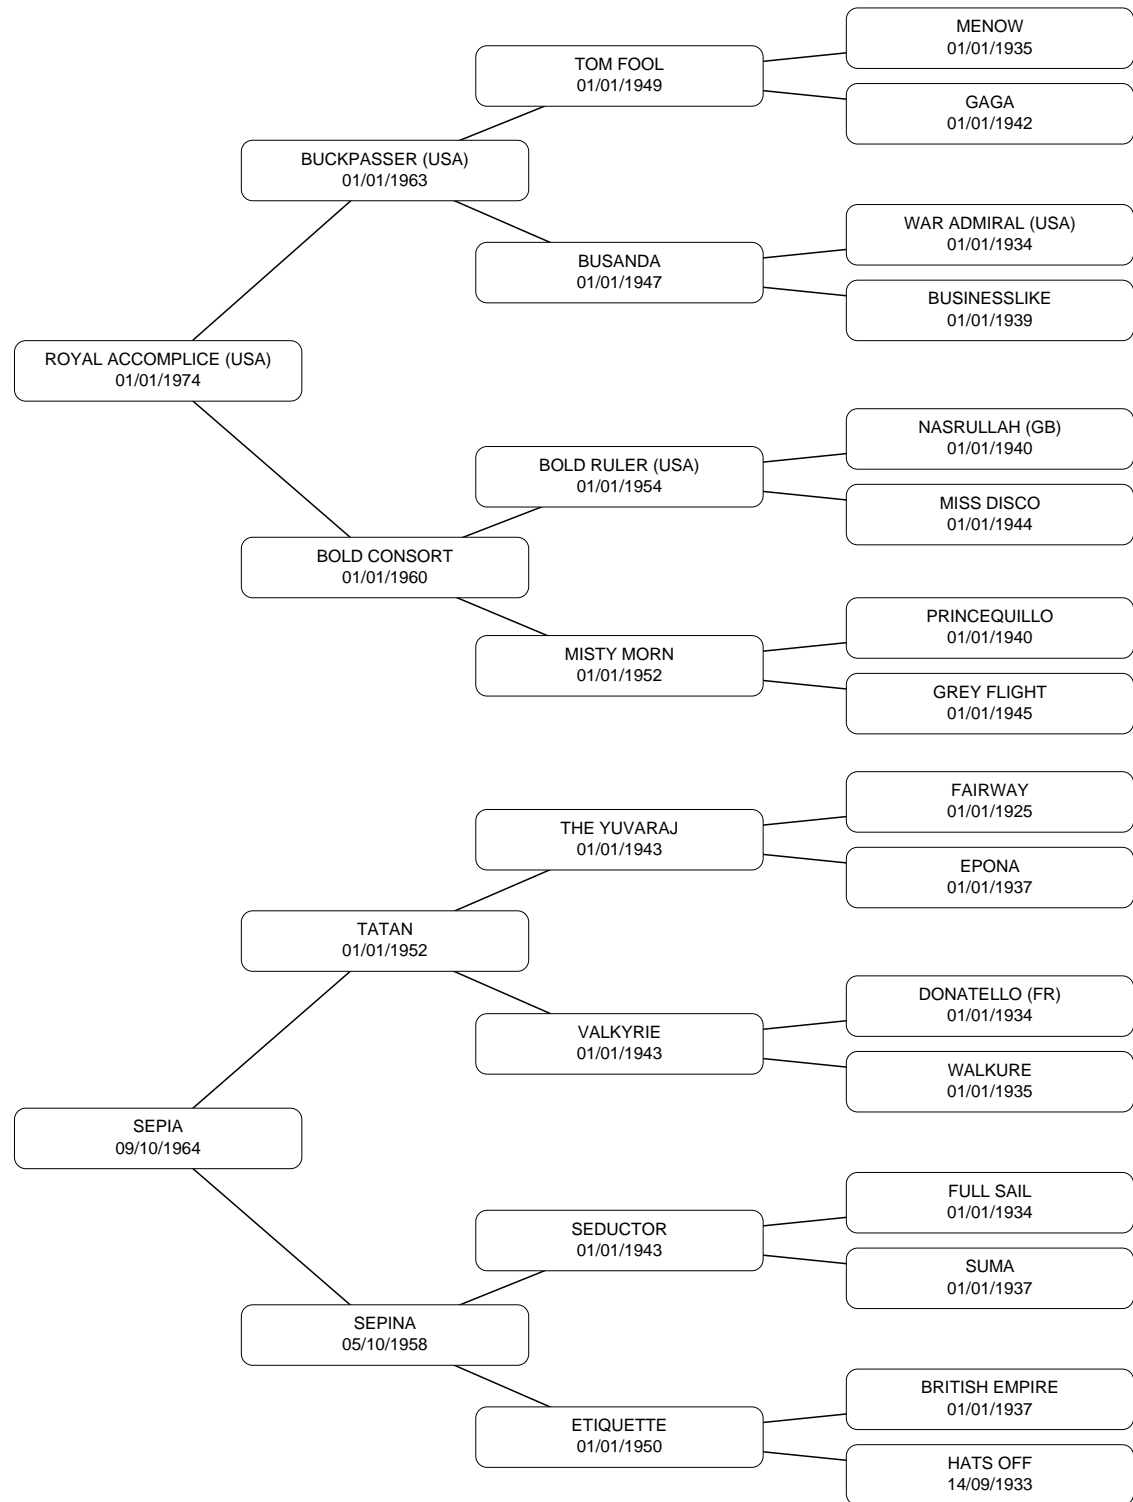 MENOW
01/01/1935
TOM FOOL
01/01/1949
GAGA
01/01/1942
BUCKPASSER (USA)
01/01/1963
WAR ADMIRAL (USA)
01/01/1934
BUSANDA
01/01/1947
BUSINESSLIKE
01/01/1939
ROYAL ACCOMPLICE (USA)
01/01/1974
NASRULLAH (GB)
01/01/1940
BOLD RULER (USA)
01/01/1954
MISS DISCO
01/01/1944
BOLD CONSORT
01/01/1960
PRINCEQUILLO
01/01/1940
MISTY MORN
01/01/1952
GREY FLIGHT
01/01/1945
FAIRWAY
01/01/1925
THE YUVARAJ
01/01/1943
EPONA
01/01/1937
TATAN
01/01/1952
DONATELLO (FR)
01/01/1934
VALKYRIE
01/01/1943
WALKURE
01/01/1935
SEPIA
09/10/1964
FULL SAIL
01/01/1934
SEDUCTOR
01/01/1943
SUMA
01/01/1937
SEPINA
05/10/1958
BRITISH EMPIRE
01/01/1937
ETIQUETTE
01/01/1950
HATS OFF
14/09/1933